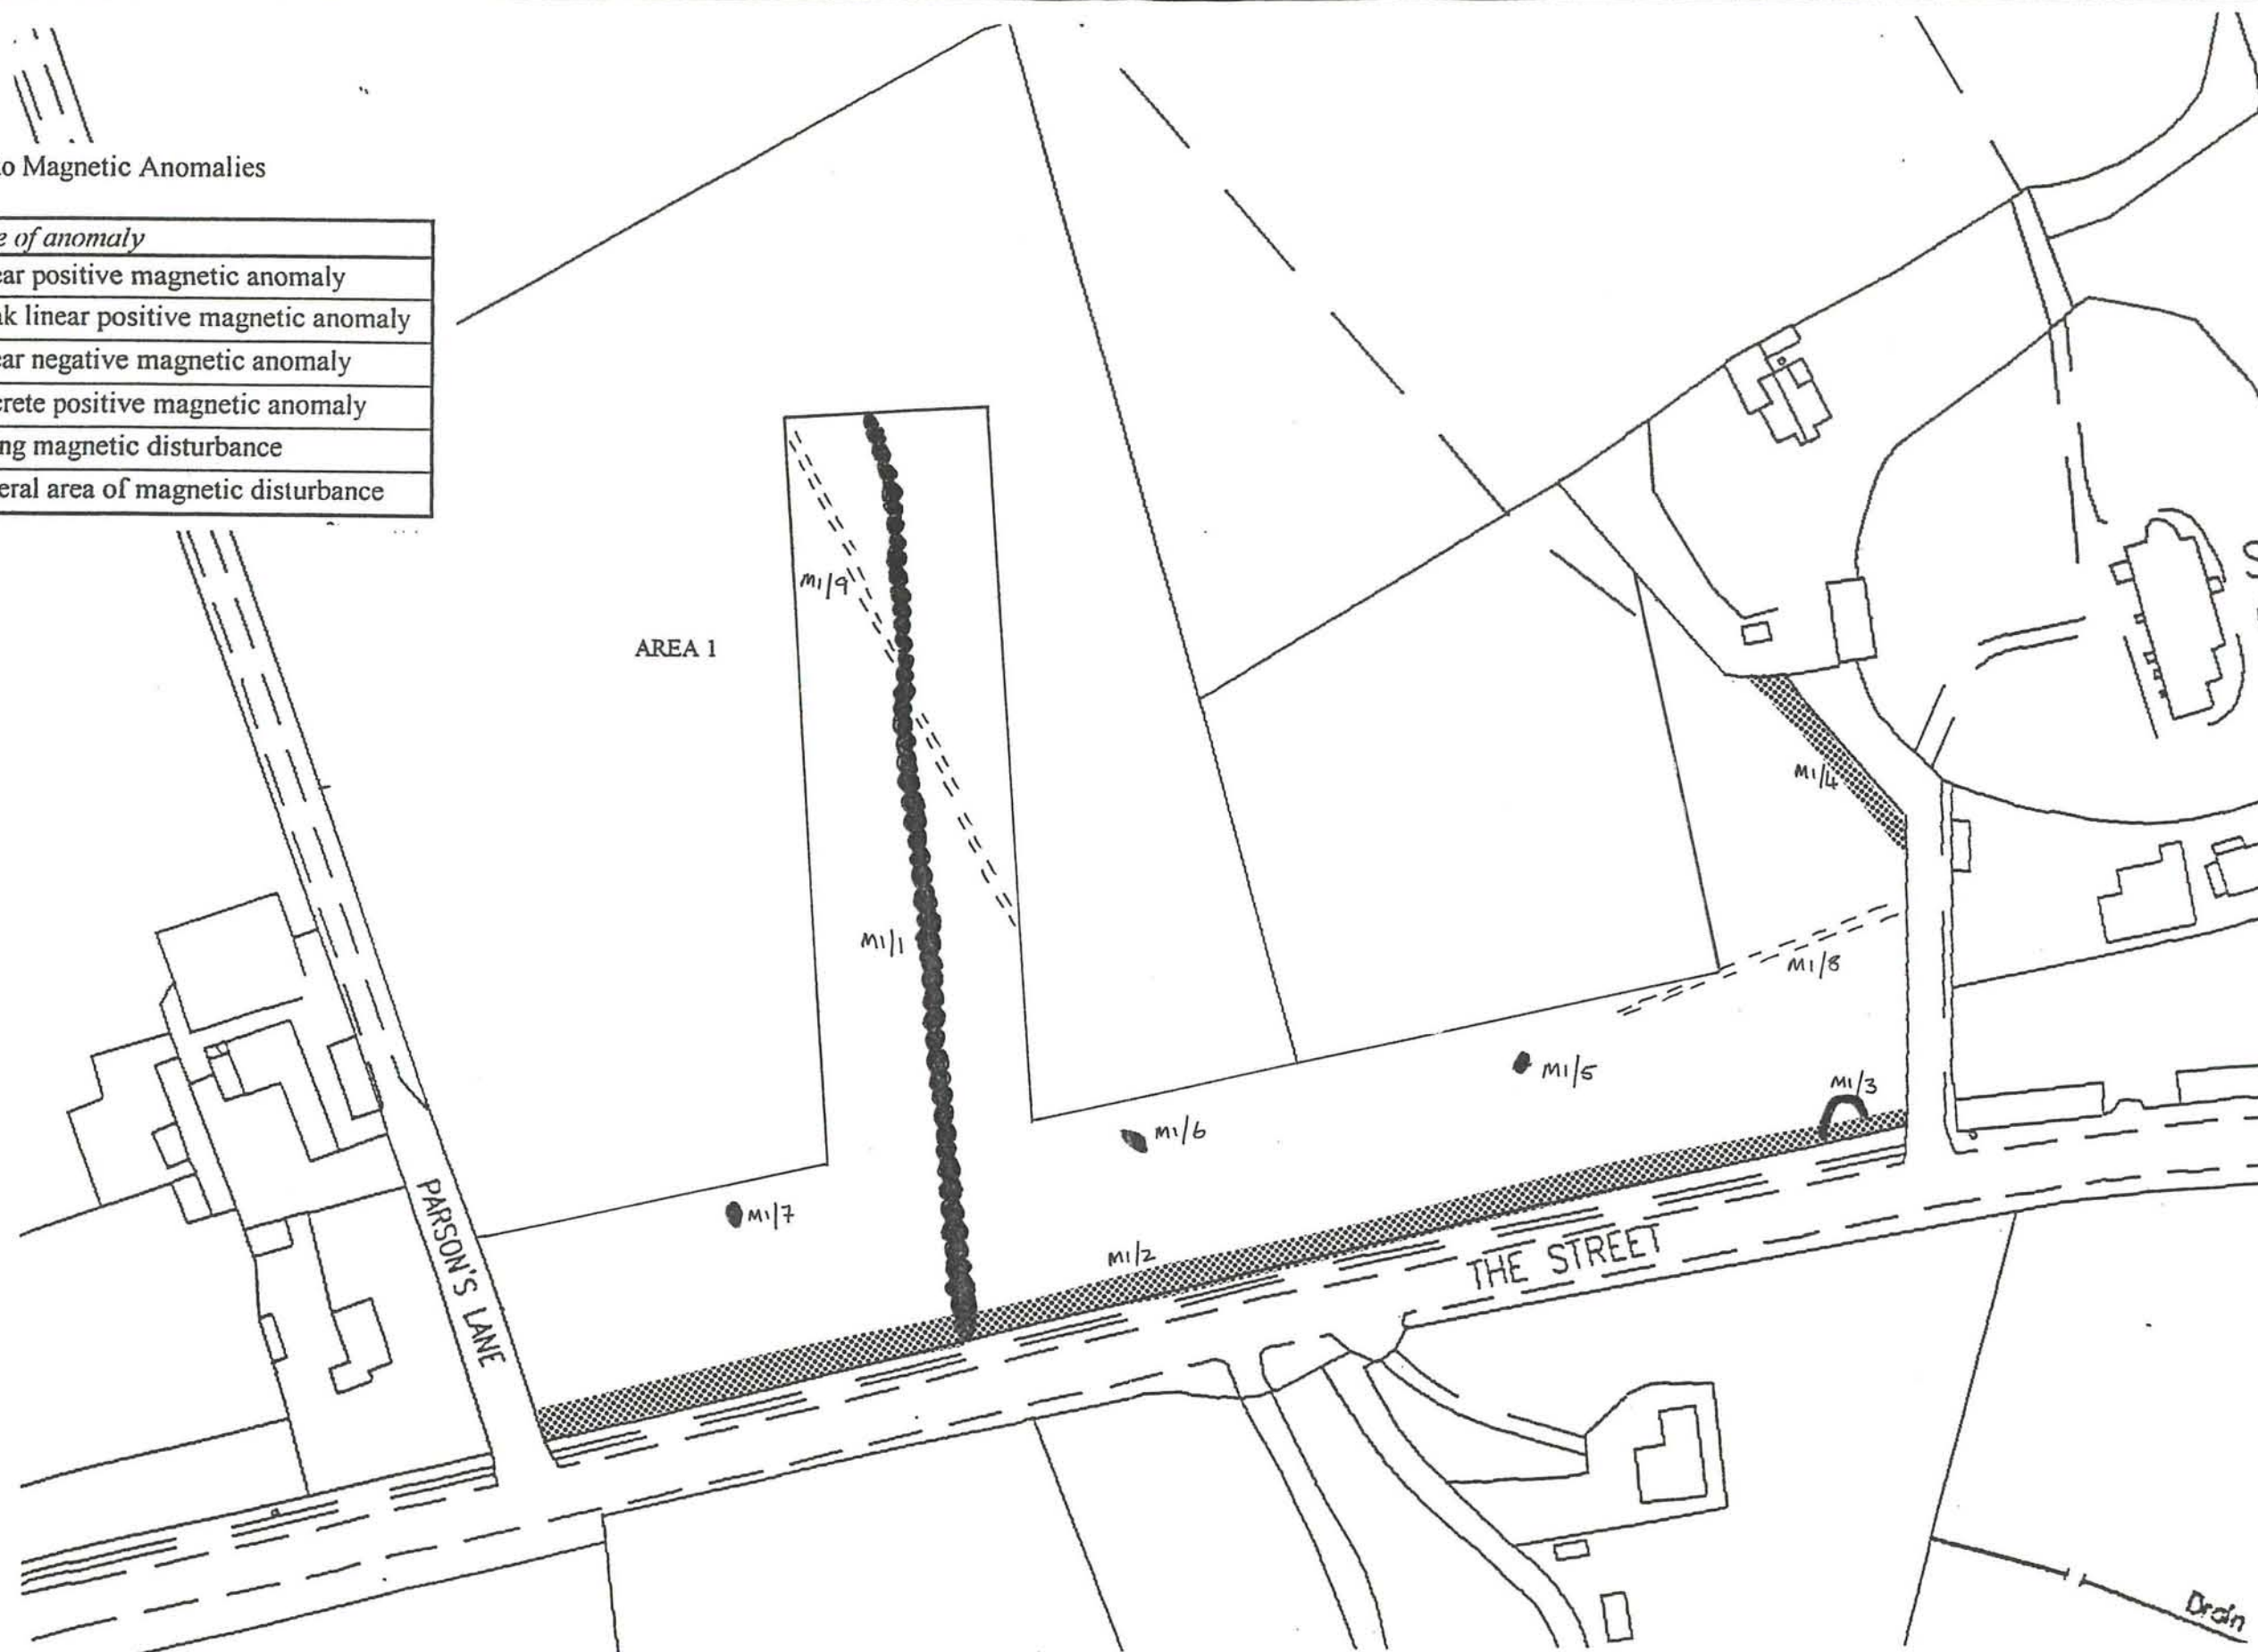 o Magnetic Anomalies
e of anomaly
ear positive magnetic anomaly
ak linear positive magnetic anomaly
ear negative magnetic anomaly
crete positive magnetic anomaly
ng magnetic disturbance
eral area of magnetic disturbance
M1/9
AREA 1
M1/4
M1/1
M1/8
M1/5
M1/3
M1/6
M1/7
M1/2
PARSON'S LANE
THE STREET
S
Drain